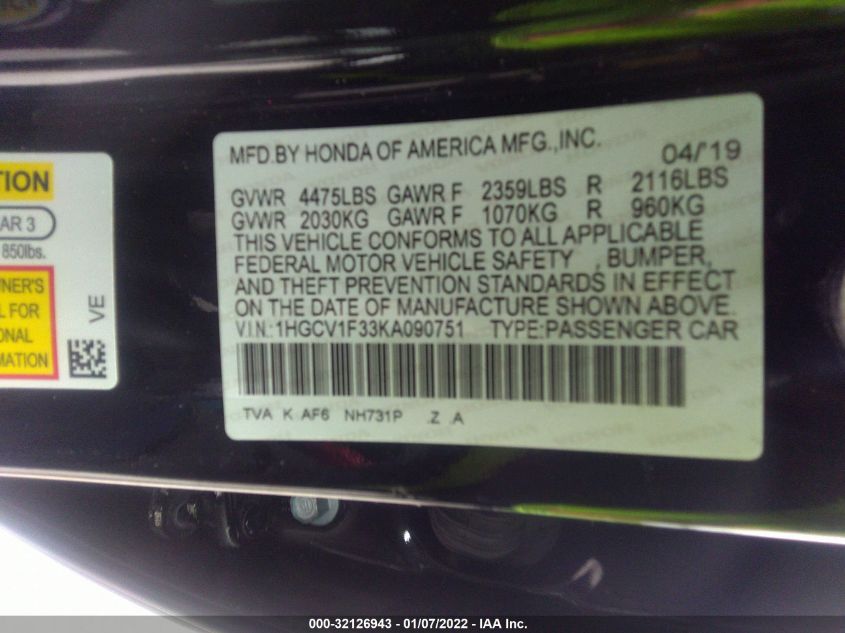 MFD.BY HONDA OF AMERICA MFG.,INC. 04/'19
GVWR 4475LBS GAWR F 2359LBS R 2116LBS
GVWR 2030KG GAWR F 1070KG R 960KG
THIS VEHICLE CONFORMS TO ALL APPLICABLE
FEDERAL MOTOR VEHICLE SAFETY , BUMPER,
AND THEFT PREVENTION STANDARDS IN EFFECT
ON THE DATE OF MANUFACTURE SHOWN ABOVE.
V.I.N.:1HGCV1F33KA090751 TYPE:PASSENGER CAR
TVA K AF6 NH731P .Z .A
TION
AR 3
850lbs.
WNER'S
L FOR
ONAL
MATION
VE
000-32126943 - 01/07/2022 - IAA Inc.